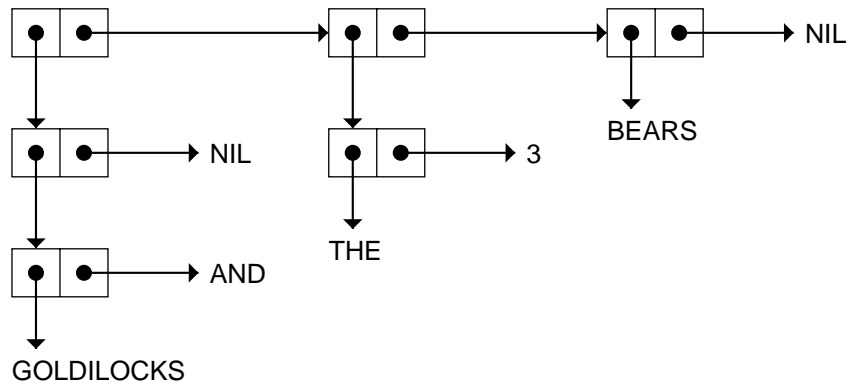 NIL
BEARS
NIL
3
THE
AND
GOLDILOCKS